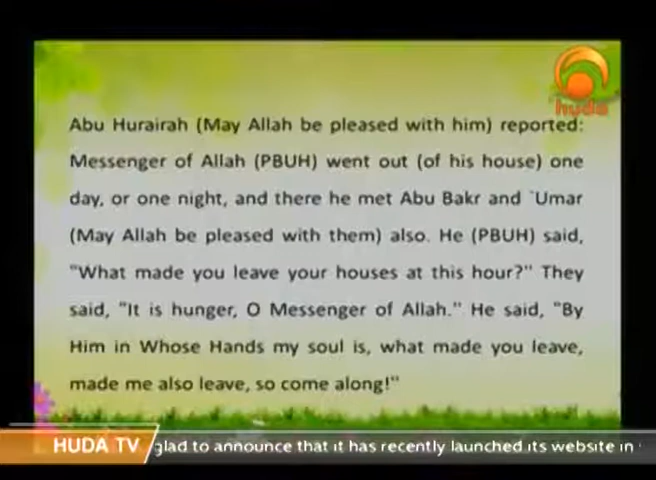 huda
Abu Hurairah (May Allah be pleased with him) reported:
Messenger of Allah (PBUH) went out (of his house) one
day, or one night, and there he met Abu Bakr and `Umar
(May Allah be pleased with them) also. He (PBUH) said,
"What made you leave your houses at this hour?" They
said, "It is hunger, O Messenger of Allah." He said, "By
Him in Whose Hands my soul is, what made you leave,
made me also leave, so come along!"
HUDA TV glad to announce that it has recently launched its website in